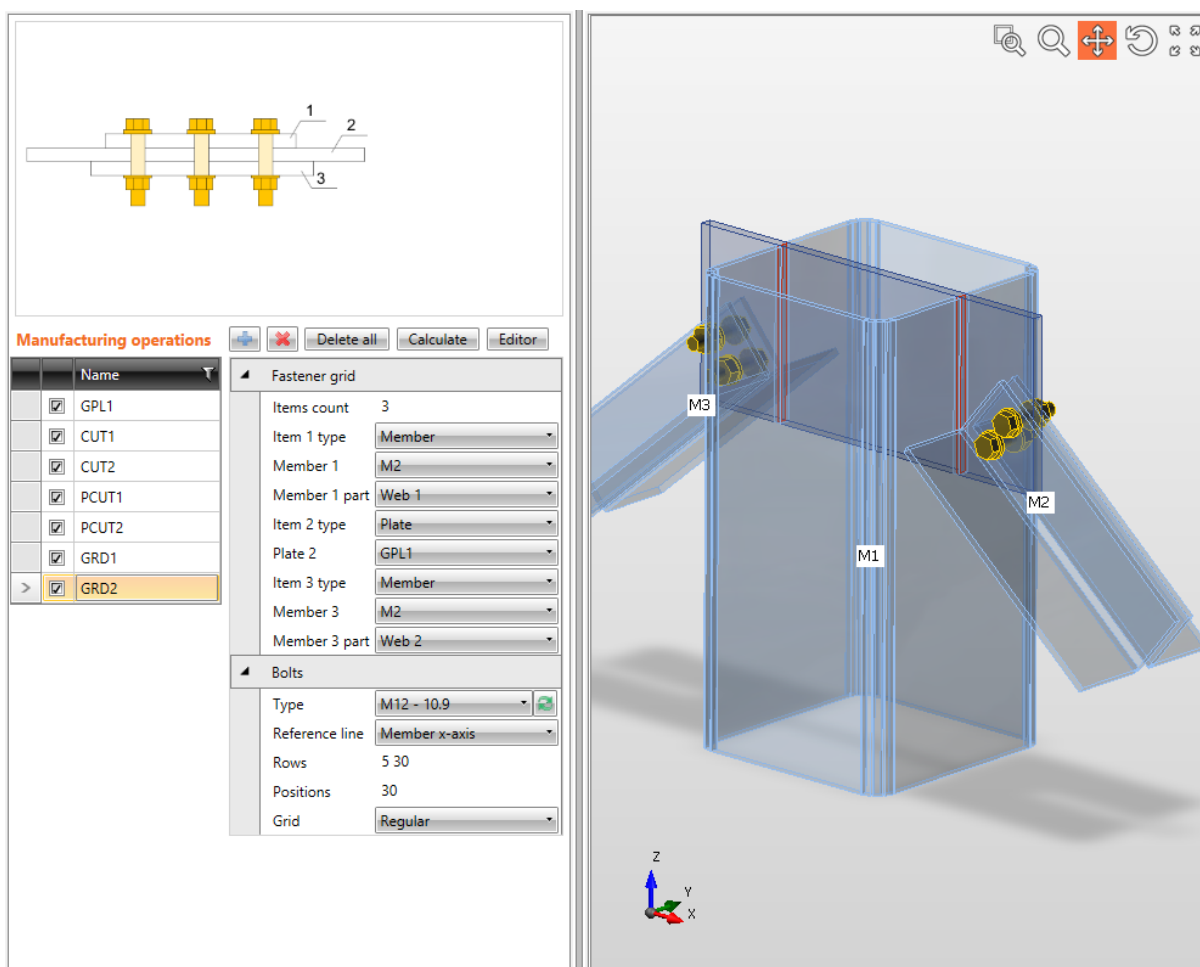 1
2
3
Manufacturing operations
Delete all
Calculate
Editor
Name
GPL1
CUT1
CUT2
PCUT1
PCUT2
GRD1
> GRD2
Fastener grid
Items count 3
Item 1 type Member
Member 1 M2
Member 1 part Web 1
Item 2 type Plate
Plate 2 GPL1
Item 3 type Member
Member 3 M2
Member 3 part Web 2
Bolts
Type M12 - 10.9
Reference line Member x-axis
Rows 5 30
Positions 30
Grid Regular
M3
M2
M1
Z
Y
X